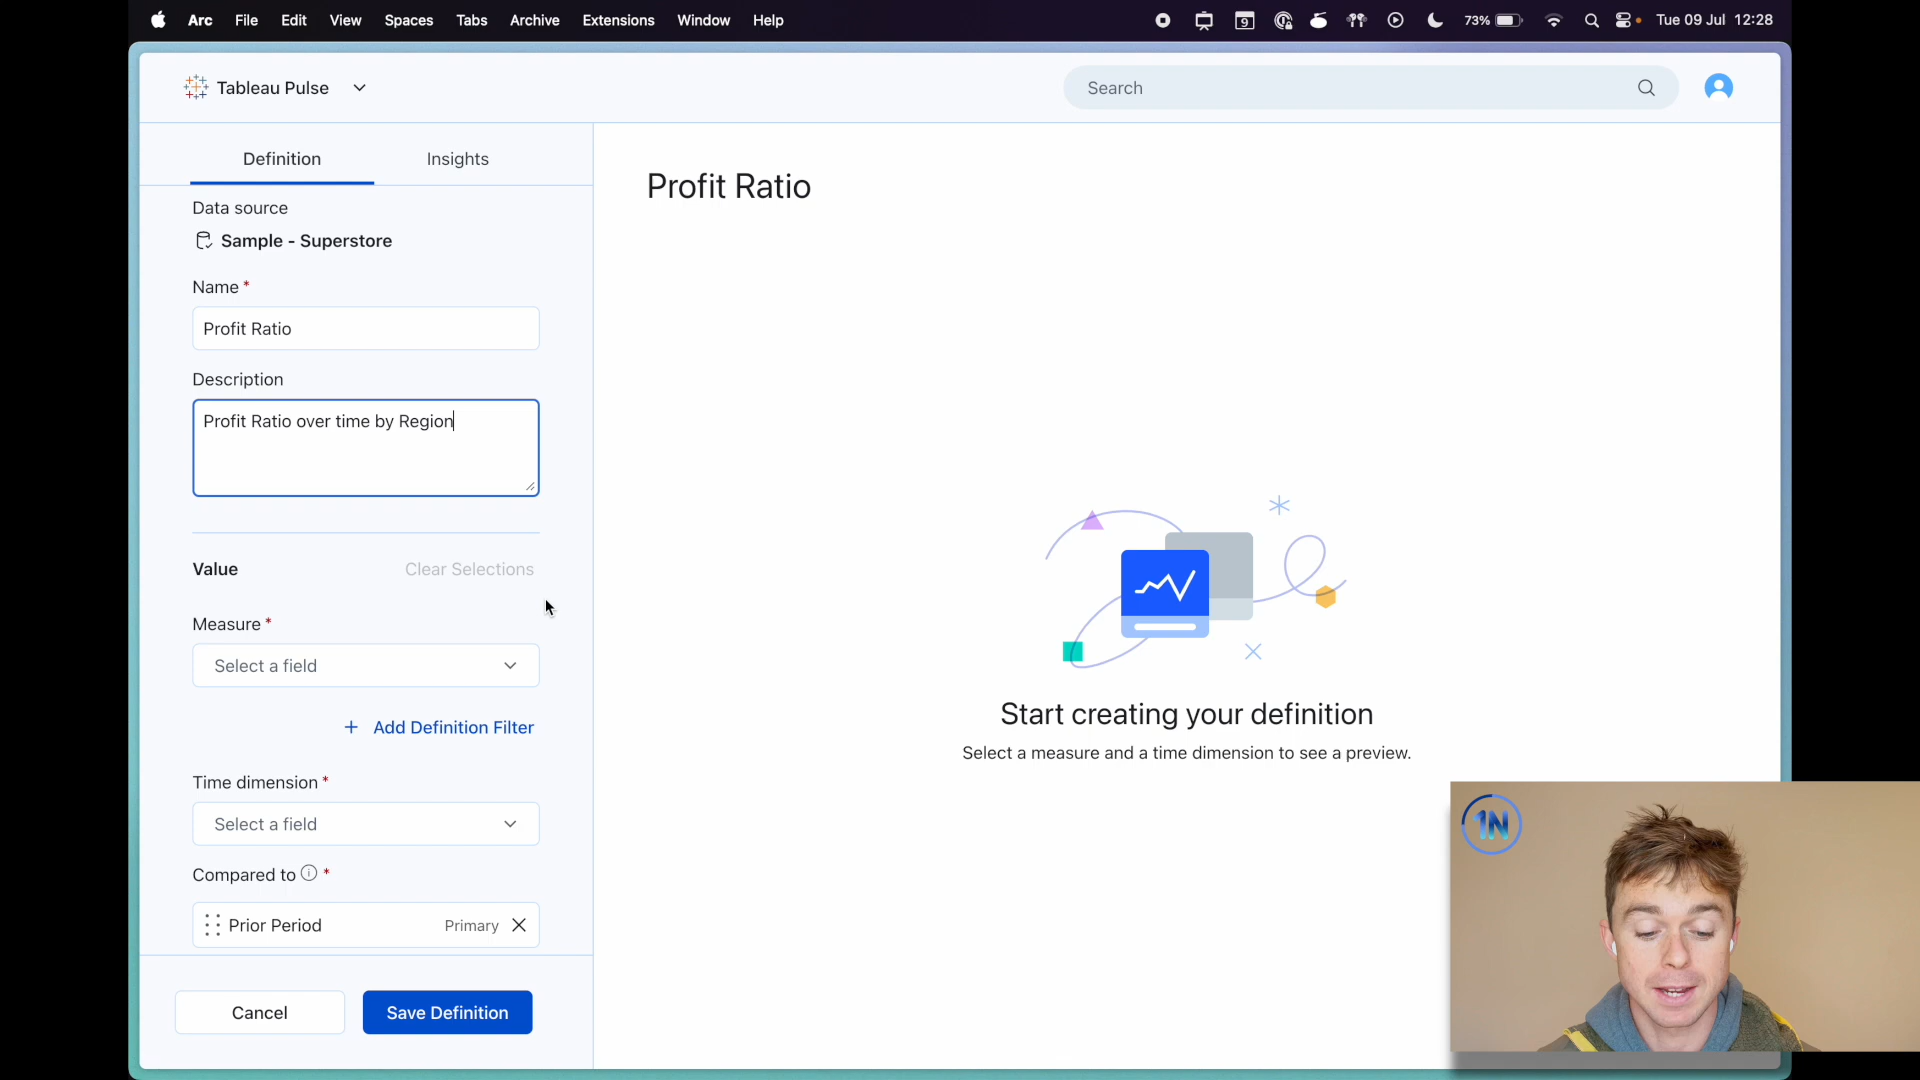 Arc File Edit View Spaces Tabs Archive Extensions Window Help
9 73% Tue 09 Jul 12:28
Tableau Pulse
Search
Definition Insights
Data source
Sample - Superstore
Name *
Profit Ratio
Description
Profit Ratio over time by Region
Value Clear Selections
Measure *
Select a field
+ Add Definition Filter
Time dimension *
Select a field
Compared to *
Prior Period Primary
Cancel Save Definition
Profit Ratio
Start creating your definition
Select a measure and a time dimension to see a preview.
1N